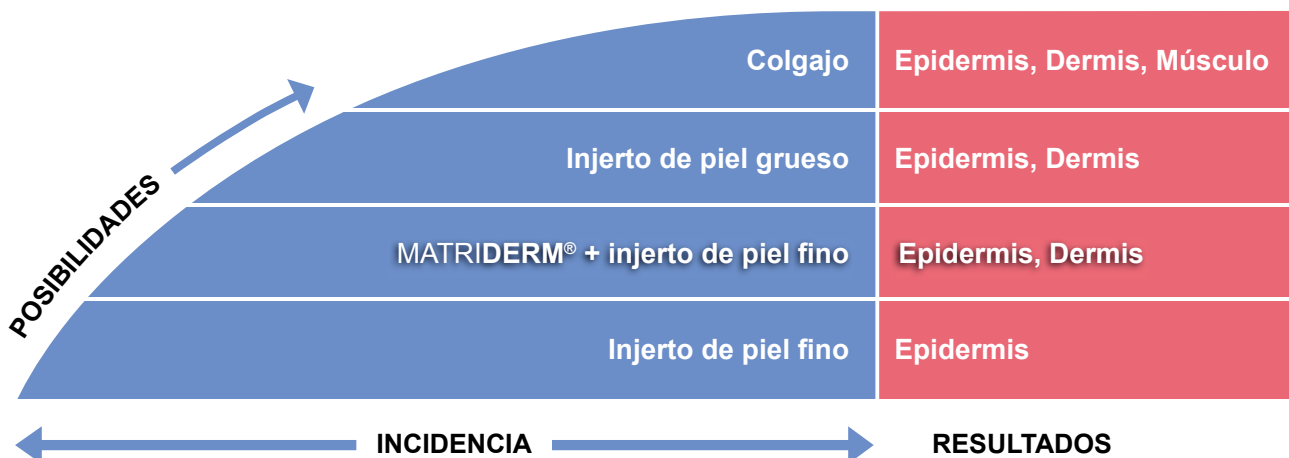 Colgajo
Epidermis, Dermis, Músculo
Injerto de piel grueso
Epidermis, Dermis
MATRIDERM® + injerto de piel fino
Epidermis, Dermis
Injerto de piel fino
Epidermis
POSIBILIDADES
INCIDENCIA
RESULTADOS